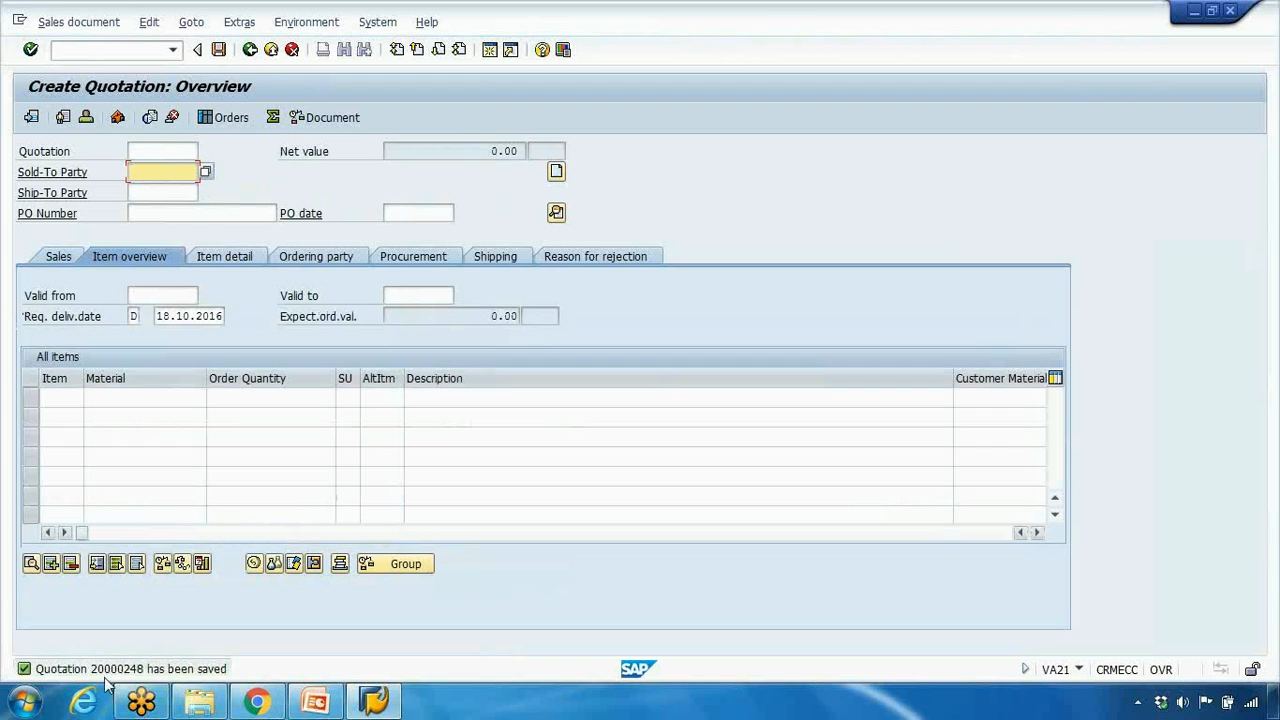 Sales document Edit Goto Extras Environment System Help
Create Quotation: Overview
Orders Document
Quotation Net value 0.00
Sold-To Party
Ship-To Party
PO Number PO date
Sales Item overview Item detail Ordering party Procurement Shipping Reason for rejection
Valid from Valid to
Req. deliv.date D 18.10.2016 Expect.ord.val. 0.00
All items
Item Material Order Quantity SU AltItm Description Customer Material
Group
Quotation 20000248 has been saved SAP VA21 CRMECC OVR